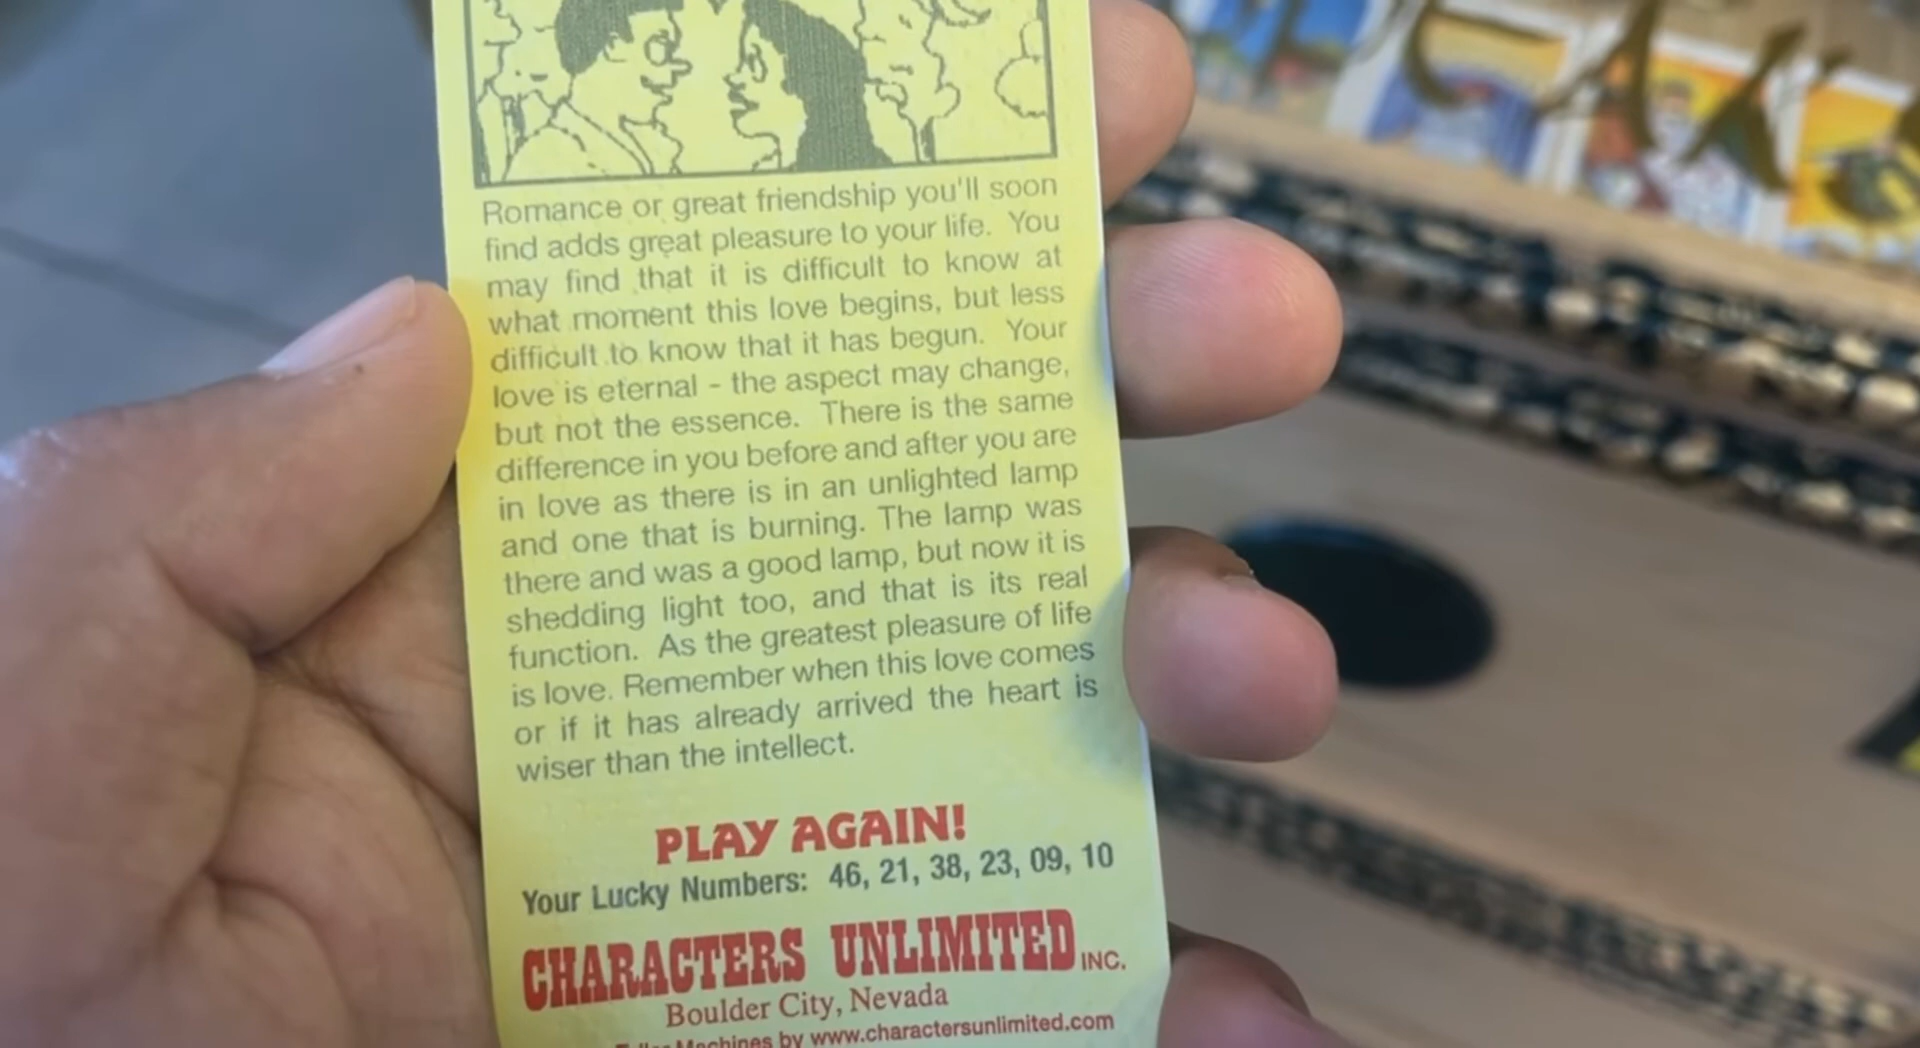 Romance or great friendship you'll soon
find adds great pleasure to your life. You
may find that it is difficult to know at
what moment this love begins, but less
difficult to know that it has begun. Your
love is eternal - the aspect may change,
but not the essence. There is the same
difference in you before and after you are
in love as there is in an unlighted lamp
and one that is burning. The lamp was
there and was a good lamp, but now it is
shedding light too, and that is its real
function. As the greatest pleasure of life
is love. Remember when this love comes
or if it has already arrived the heart is
wiser than the intellect.
PLAY AGAIN!
Your Lucky Numbers: 46, 21, 38, 23, 09, 10
CHARACTERS UNLIMITED INC.
Boulder City, Nevada
Machines by www.charactersunlimited.com